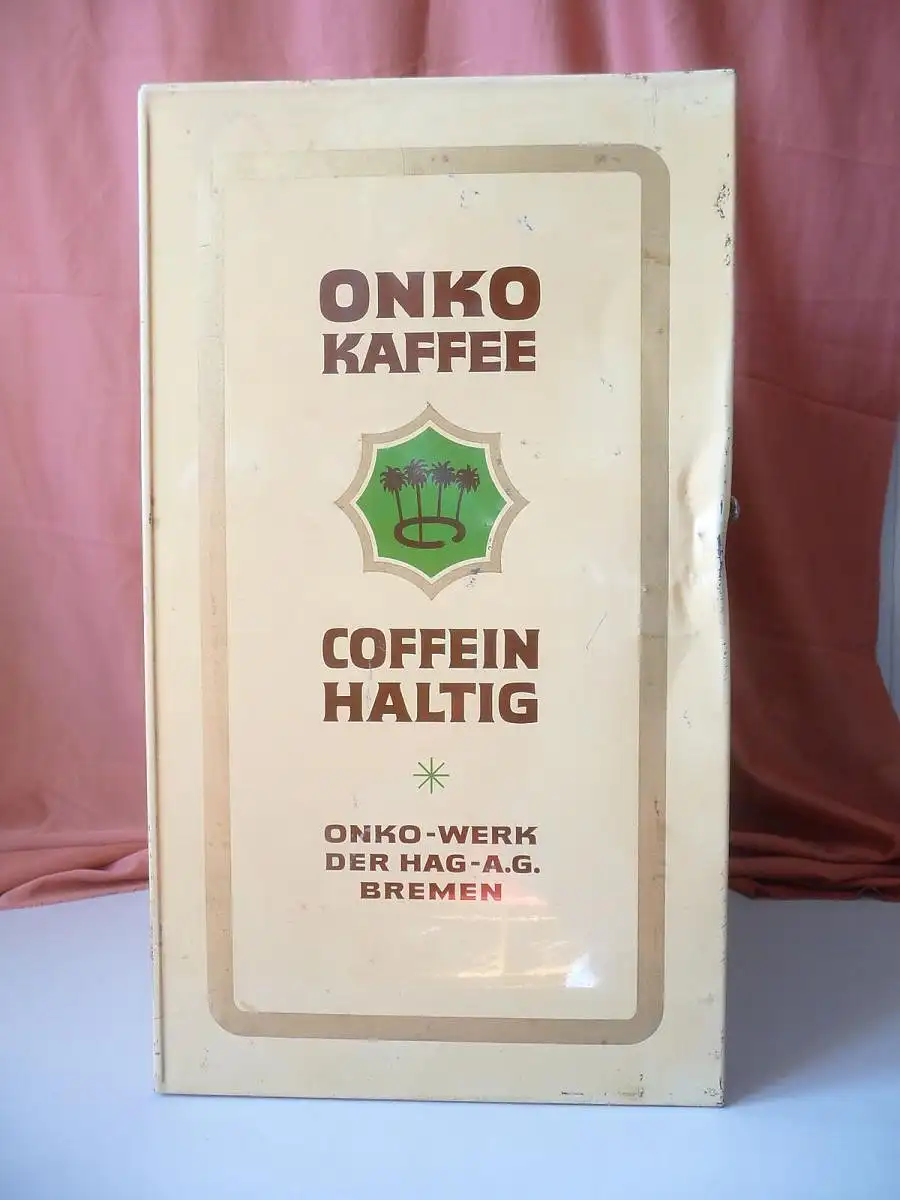 ONKO
KAFFEE
COFFEIN
HALTIG
ONKO-WERK
DER HAG-A.G.
BREMEN